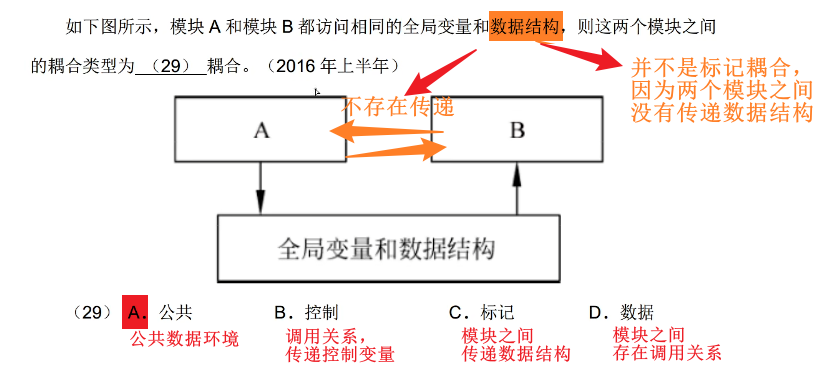 如下图所示，模块 A 和模块 B 都访问相同的全局变量和数据结构，则这两个模块之间
的耦合类型为 （29） 耦合。（2016 年上半年）
并不是标记耦合，
因为两个模块之间
没有传递数据结构
不存在传递
A
B
全局变量和数据结构
（29） A. 公共 B. 控制 C. 标记 D. 数据
公共数据环境
调用关系，
传递控制变量
模块之间
传递数据结构
模块之间
存在调用关系